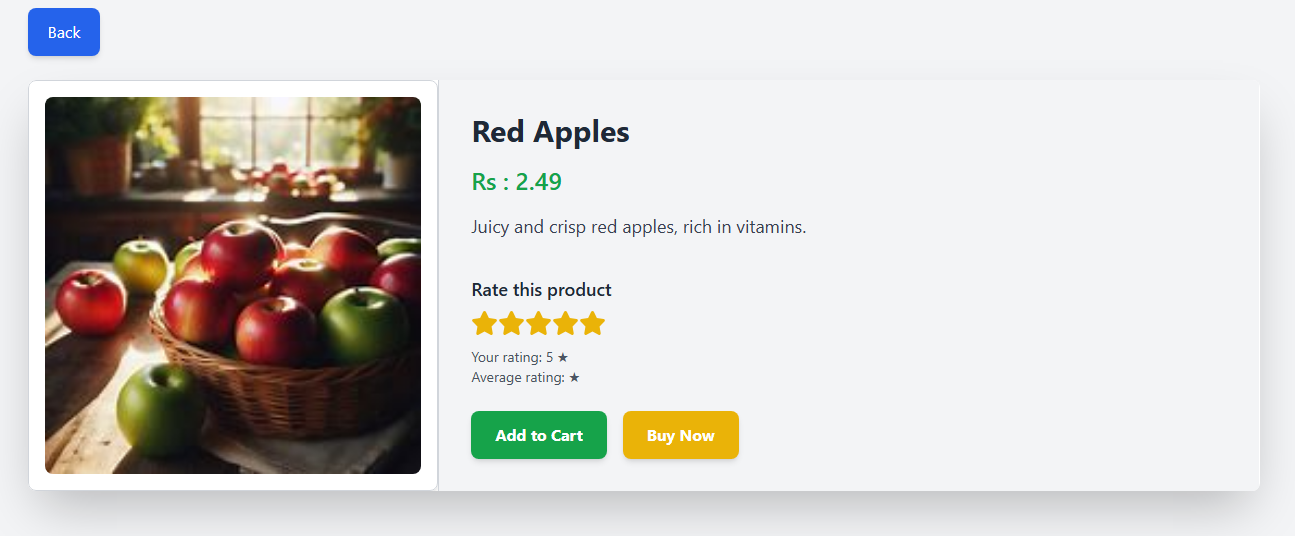 Back
Red Apples
Rs : 2.49
Juicy and crisp red apples, rich in vitamins.
Rate this product
Your rating: 5 ★
Average rating: ★
Add to Cart
Buy Now